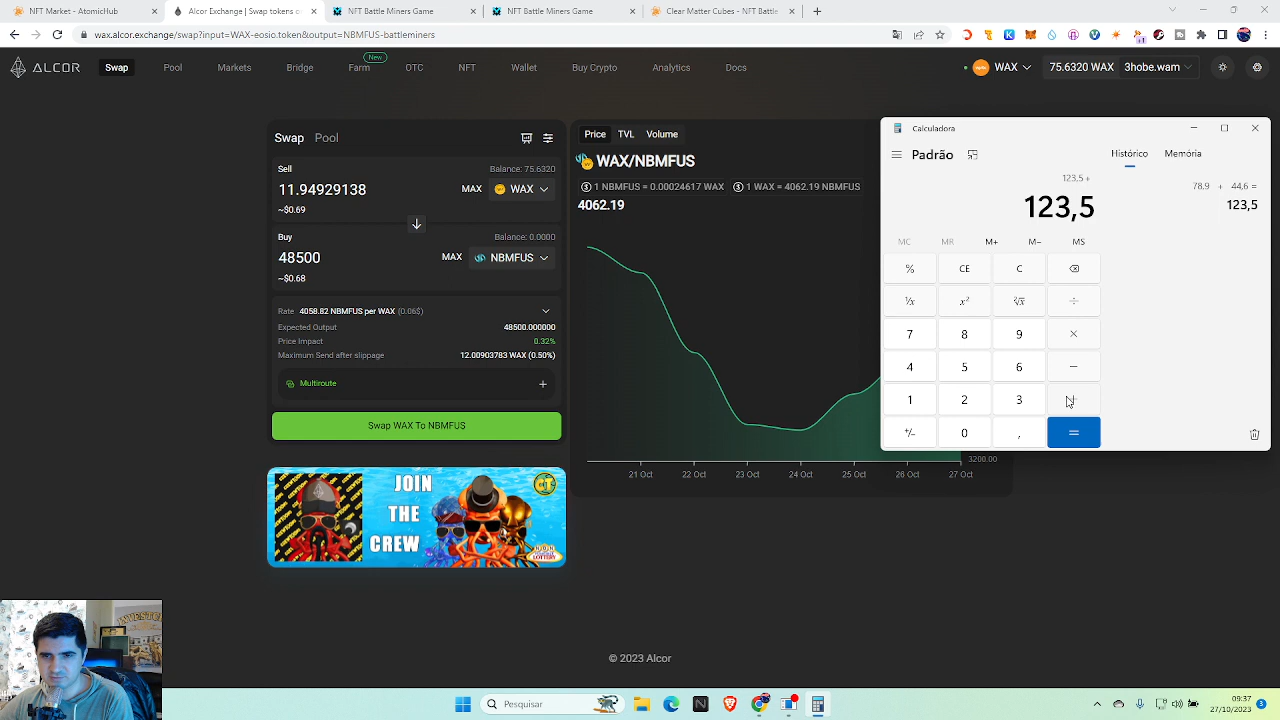 NFT Market - AtomicHub
Alcor Exchange | Swap tokens c
NFT Battle Miners Game
NFT Battle Miners Game
Clear Matter Cubes - NFT Battle
wax.alcor.exchange/swap?input=WAX-eosio.token&output=NBMFUS-battleminers
ALCOR
Swap
Pool
Markets
Bridge
New
Farm
OTC
NFT
Wallet
Buy Crypto
Analytics
Docs
WAX
75.6320 WAX
3hobe.wam
Swap Pool
Sell
Balance: 75.6320
11.94929138
MAX
WAX
~$0.69
Buy
Balance: 0.0000
48500
MAX
NBMFUS
~$0.68
Rate 4058.82 NBMFUS per WAX (0.06$)
Expected Output 48500.000000
Price Impact 0.32%
Maximum Send after slippage 12.00903783 WAX (0.50%)
Multiroute
Swap WAX To NBMFUS
JOIN
THE
CREW
Price TVL Volume
WAX/NBMFUS
1 NBMFUS = 0.00024617 WAX
1 WAX = 4062.19 NBMFUS
4062.19
3200.00
21 Oct 22 Oct 23 Oct 24 Oct 25 Oct 26 Oct 27 Oct
Calculadora
Padrão
Histórico
Memória
123.5 +
123,5
78.9 + 44,6 =
123,5
MC MR M+ M− MS
% CE C
¹/x x² ²√x ÷
7 8 9 ×
4 5 6 −
1 2 3 +
+/− 0 , =
© 2023 Alcor
Pesquisar
09:37
27/10/2023
3